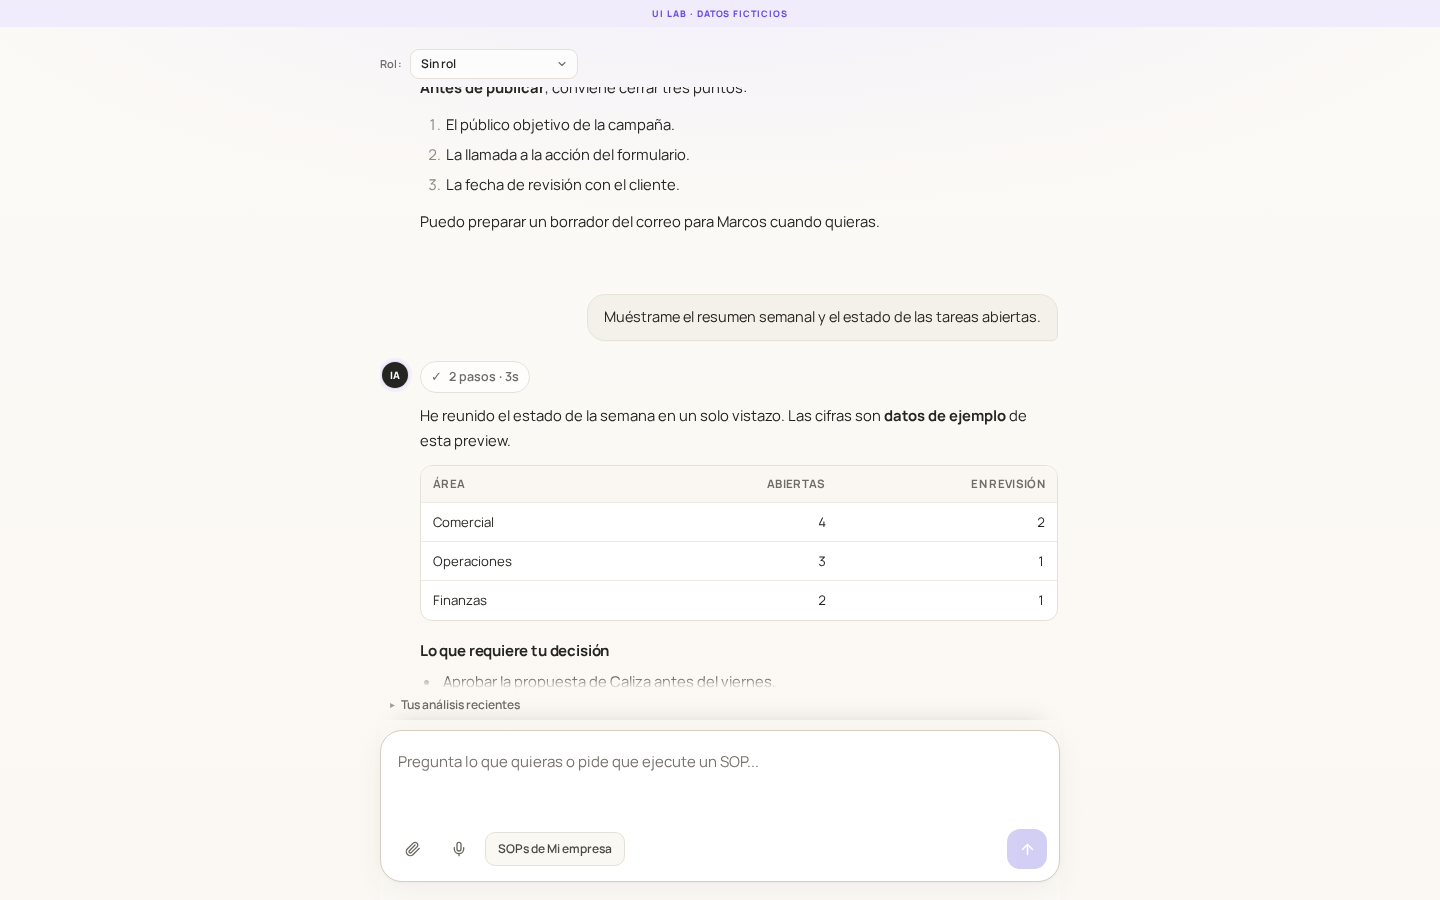 UI LAB · DATOS FICTICIOS
Rol: Sin rol
Antes de publicar, conviene cerrar tres puntos:
1. El público objetivo de la campaña.
2. La llamada a la acción del formulario.
3. La fecha de revisión con el cliente.
Puedo preparar un borrador del correo para Marcos cuando quieras.
Muéstrame el resumen semanal y el estado de las tareas abiertas.
IA ✓ 2 pasos · 3s
He reunido el estado de la semana en un solo vistazo. Las cifras son datos de ejemplo de
esta preview.
ÁREA ABIERTAS EN REVISIÓN
Comercial 4 2
Operaciones 3 1
Finanzas 2 1
Lo que requiere tu decisión
• Aprobar la propuesta de Caliza antes del viernes.
▸ Tus análisis recientes
Pregunta lo que quieras o pide que ejecute un SOP...
SOPs de Mi empresa